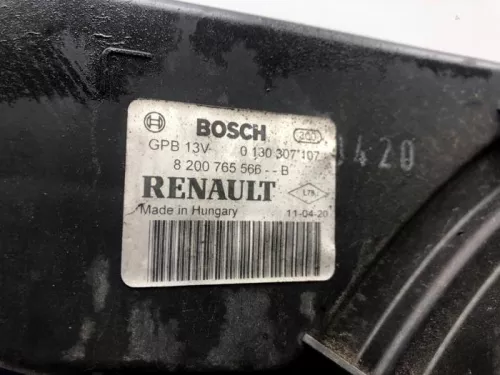 BOSCH
GPB 13V- 0 130 307 107
8 200 765 566 - - B
RENAULT
Made in Hungary 11-04-20
0420